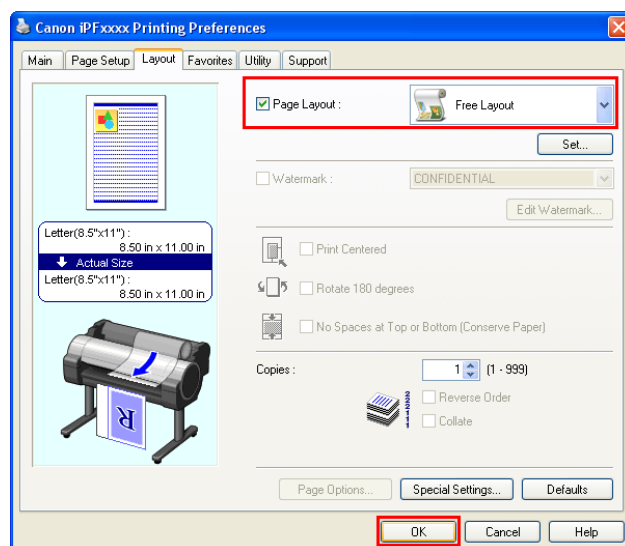 Canon iPFxxxx Printing Preferences
Main Page Setup Layout Favorites Utility Support
Page Layout : Free Layout
Set...
Watermark : CONFIDENTIAL
Edit Watermark...
Letter(8.5"x11") :
8.50 in x 11.00 in
Actual Size
Letter(8.5"x11") :
8.50 in x 11.00 in
Print Centered
Rotate 180 degrees
No Spaces at Top or Bottom (Conserve Paper)
Copies : 1 (1 - 999)
Reverse Order
Collate
R
Page Options... Special Settings... Defaults
OK Cancel Help